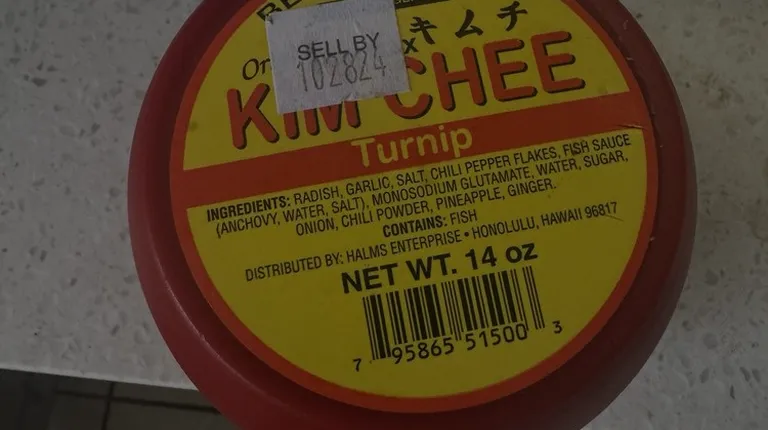 キムチ
SELL BY
102824
KIM CHEE
Turnip
INGREDIENTS: RADISH, GARLIC, SALT, CHILI PEPPER FLAKES, FISH SAUCE
(ANCHOVY, WATER, SALT), MONOSODIUM GLUTAMATE, WATER, SUGAR,
ONION, CHILI POWDER, PINEAPPLE, GINGER.
CONTAINS: FISH
DISTRIBUTED BY: HALMS ENTERPRISE • HONOLULU, HAWAII 96817
NET WT. 14 oz
7 95865 51500 3